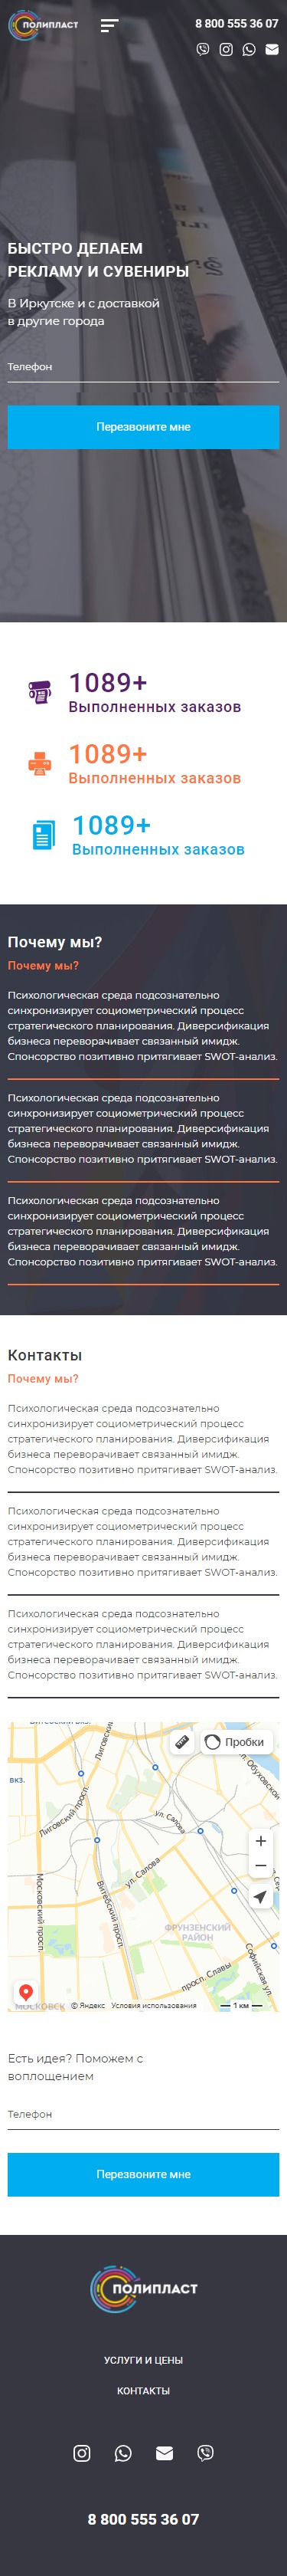 ПОЛИПЛАСТ
8 800 555 36 07
БЫСТРО ДЕЛАЕМ
РЕКЛАМУ И СУВЕНИРЫ
В Иркутске и с доставкой
в другие города
Телефон
Перезвоните мне
1089+
Выполненных заказов
1089+
Выполненных заказов
1089+
Выполненных заказов
Почему мы?
Почему мы?
Психологическая среда подсознательно
синхронизирует социометрический процесс
стратегического планирования. Диверсификация
бизнеса переворачивает связанный имидж.
Спонсорство позитивно притягивает SWOT-анализ.
Психологическая среда подсознательно
синхронизирует социометрический процесс
стратегического планирования. Диверсификация
бизнеса переворачивает связанный имидж.
Спонсорство позитивно притягивает SWOT-анализ.
Психологическая среда подсознательно
синхронизирует социометрический процесс
стратегического планирования. Диверсификация
бизнеса переворачивает связанный имидж.
Спонсорство позитивно притягивает SWOT-анализ.
Контакты
Почему мы?
Психологическая среда подсознательно
синхронизирует социометрический процесс
стратегического планирования. Диверсификация
бизнеса переворачивает связанный имидж.
Спонсорство позитивно притягивает SWOT-анализ.
Психологическая среда подсознательно
синхронизирует социометрический процесс
стратегического планирования. Диверсификация
бизнеса переворачивает связанный имидж.
Спонсорство позитивно притягивает SWOT-анализ.
Психологическая среда подсознательно
синхронизирует социометрический процесс
стратегического планирования. Диверсификация
бизнеса переворачивает связанный имидж.
Спонсорство позитивно притягивает SWOT-анализ.
Пробки
вкз.
Лиговский просп.
ул. Салова
ул. Салова
Московский просп.
Витебский просп.
ФРУНЗЕНСКИЙ
РАЙОН
просп. Славы
Софийская ул.
© Яндекс Условия использования
1 км
Есть идея? Поможем с
воплощением
Телефон
Перезвоните мне
ПОЛИПЛАСТ
УСЛУГИ И ЦЕНЫ
КОНТАКТЫ
8 800 555 36 07